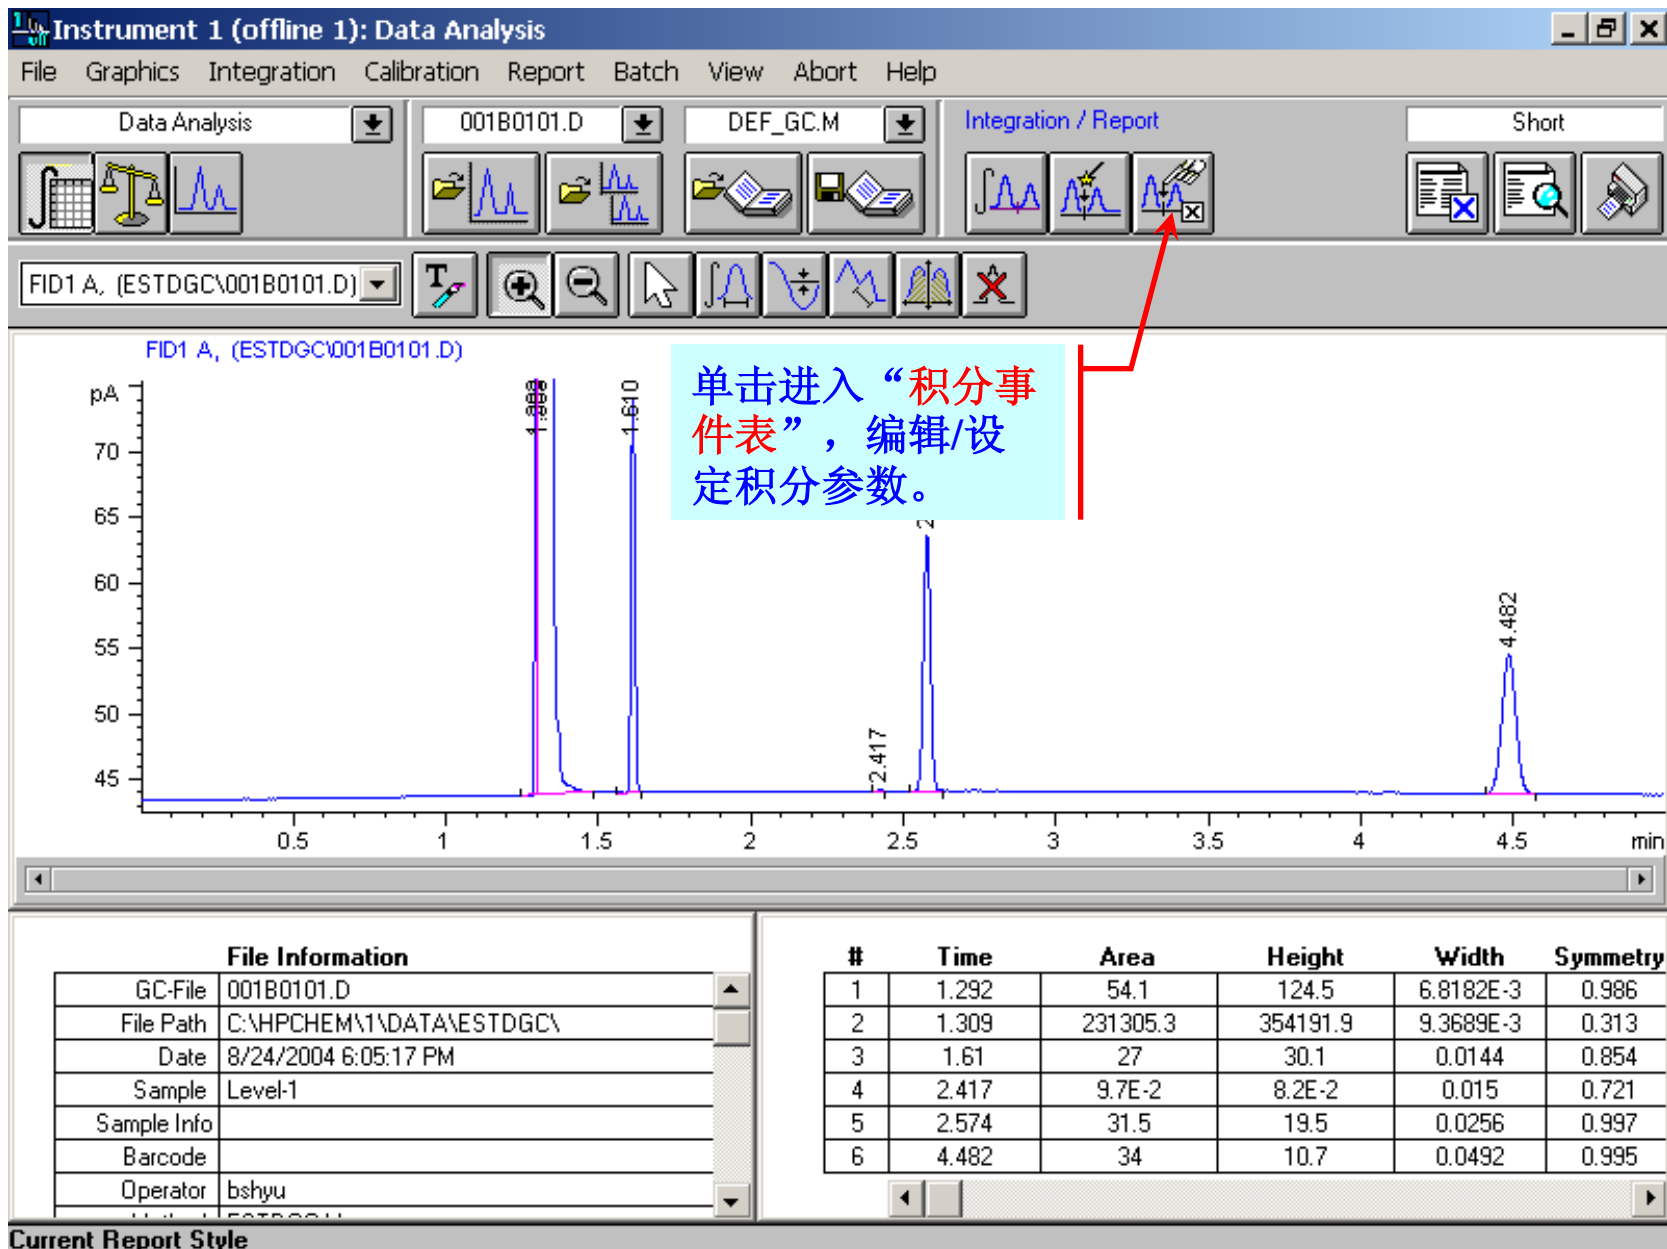 Instrument 1 (offline 1): Data Analysis
File Graphics Integration Calibration Report Batch View Abort Help
Data Analysis 001B0101.D DEF_GC.M Integration / Report Short
FID1 A, (ESTDGC\001B0101.D)
FID1 A, (ESTDGC\001B0101.D)
pA
70
65
60
55
50
45
1.610
2.417
4.482
单击进入“积分事
件表”，编辑/设
定积分参数。
0.5 1 1.5 2 2.5 3 3.5 4 4.5 min
File Information
GC-File 001B0101.D
File Path C:\HPCHEM\1\DATA\ESTDGC\
Date 8/24/2004 6:05:17 PM
Sample Level-1
Sample Info
Barcode
Operator bshyu
# Time Area Height Width Symmetry
1 1.292 54.1 124.5 6.8182E-3 0.986
2 1.309 231305.3 354191.9 9.3689E-3 0.313
3 1.61 27 30.1 0.0144 0.854
4 2.417 9.7E-2 8.2E-2 0.015 0.721
5 2.574 31.5 19.5 0.0256 0.997
6 4.482 34 10.7 0.0492 0.995
Current Report Style